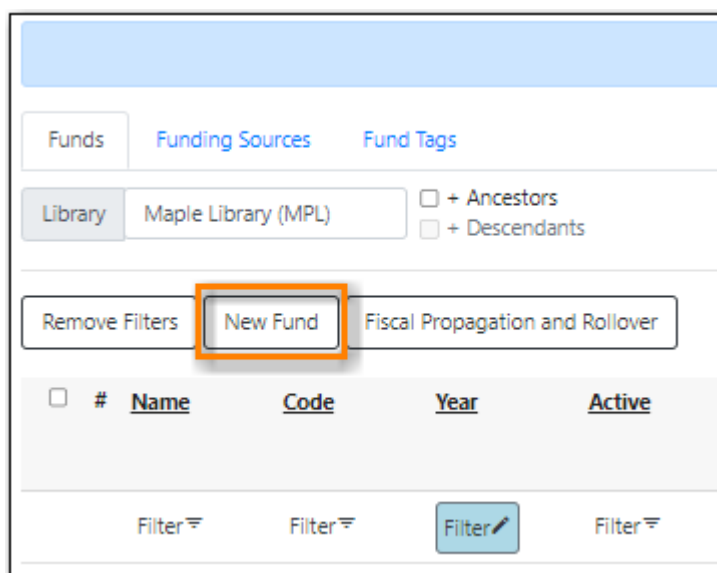 Funds Funding Sources Fund Tags
Library Maple Library (MPL) + Ancestors
+ Descendants
Remove Filters New Fund Fiscal Propagation and Rollover
# Name Code Year Active
Filter Filter Filter Filter